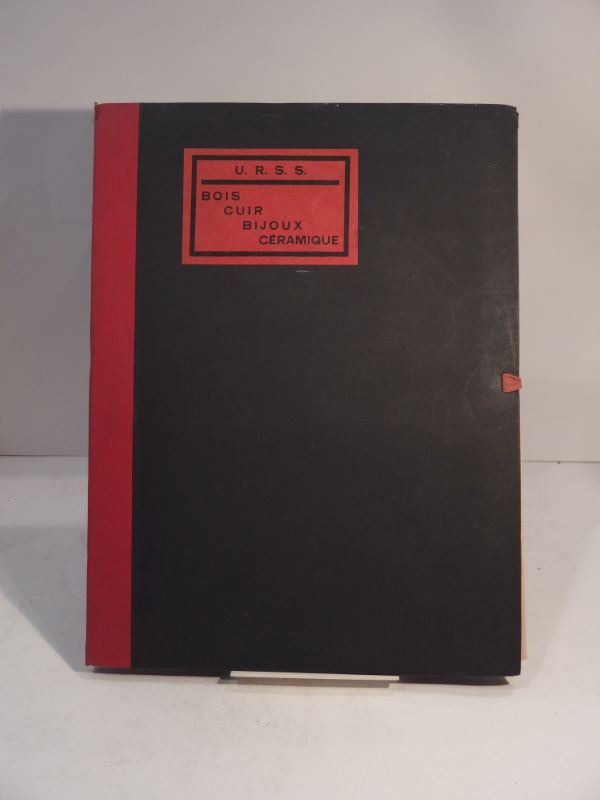 U. R. S. S.
BOIS
CUIR
BIJOUX
CÉRAMIQUE